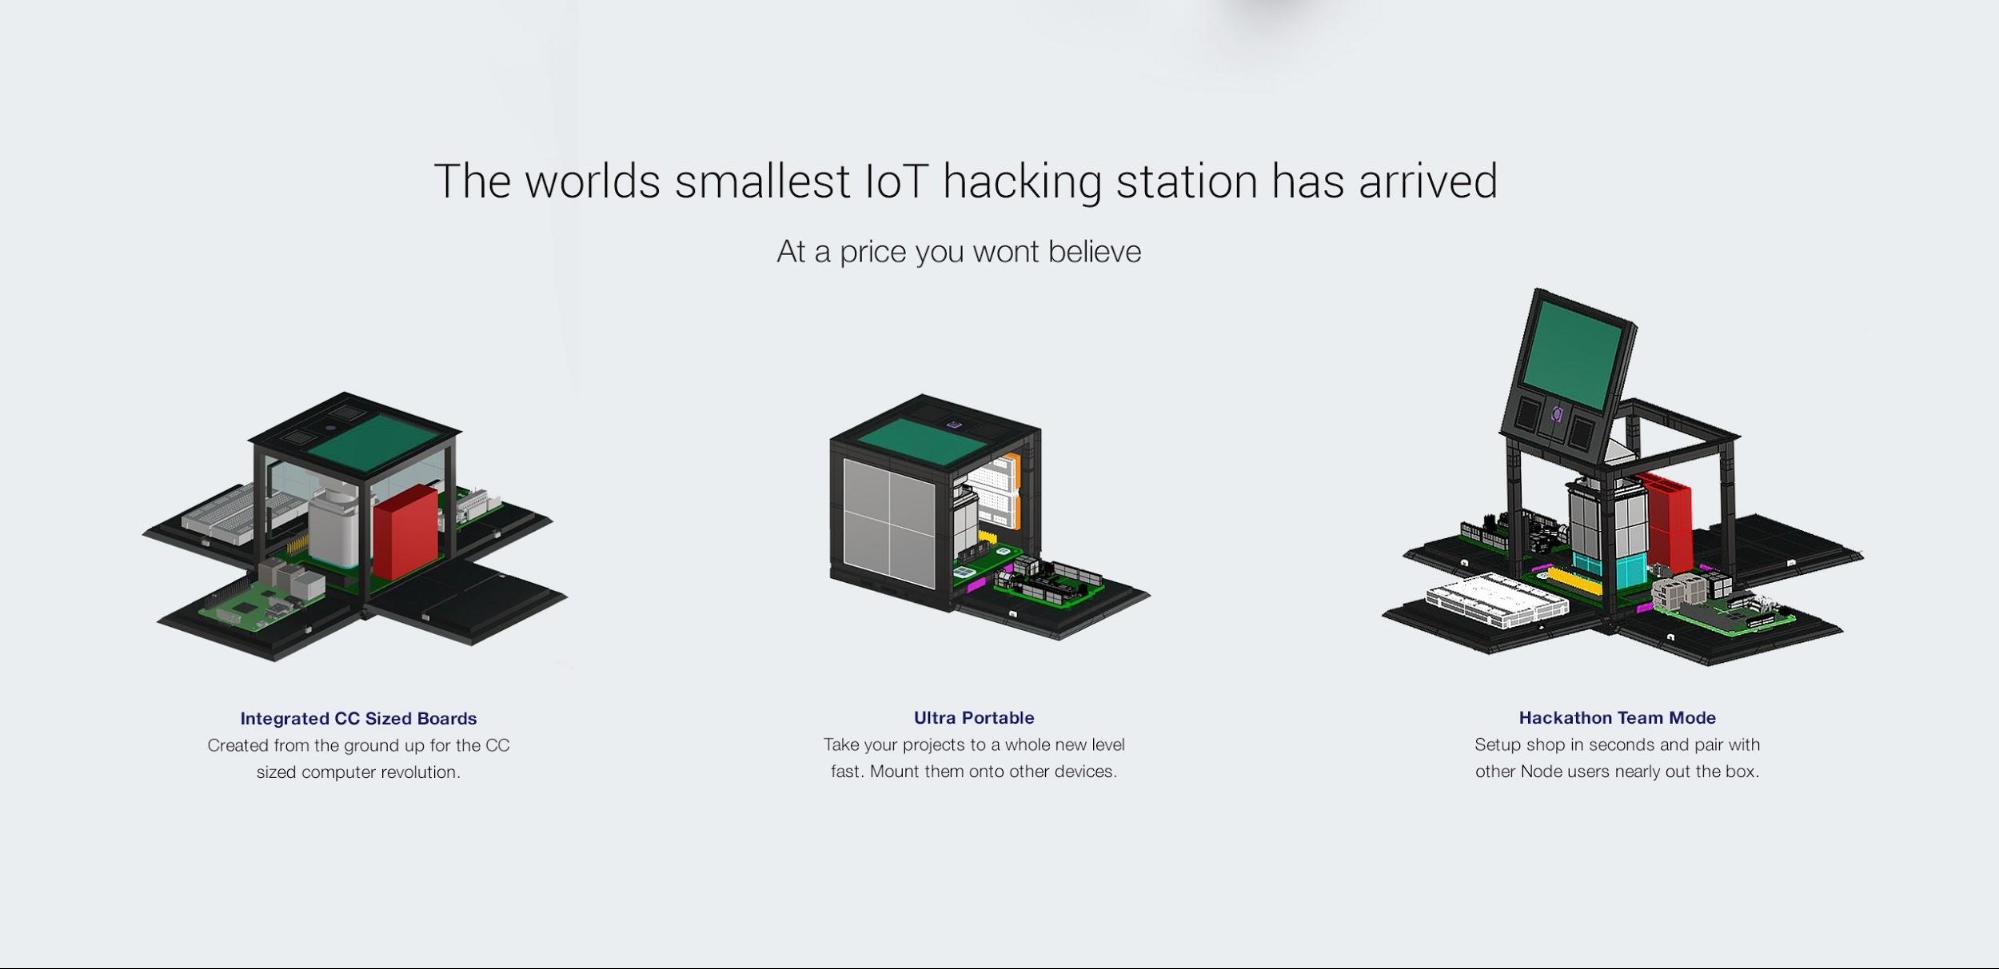 The worlds smallest IoT hacking station has arrived
At a price you wont believe
Integrated CC Sized Boards
Created from the ground up for the CC
sized computer revolution.
Ultra Portable
Take your projects to a whole new level
fast. Mount them onto other devices.
Hackathon Team Mode
Setup shop in seconds and pair with
other Node users nearly out the box.